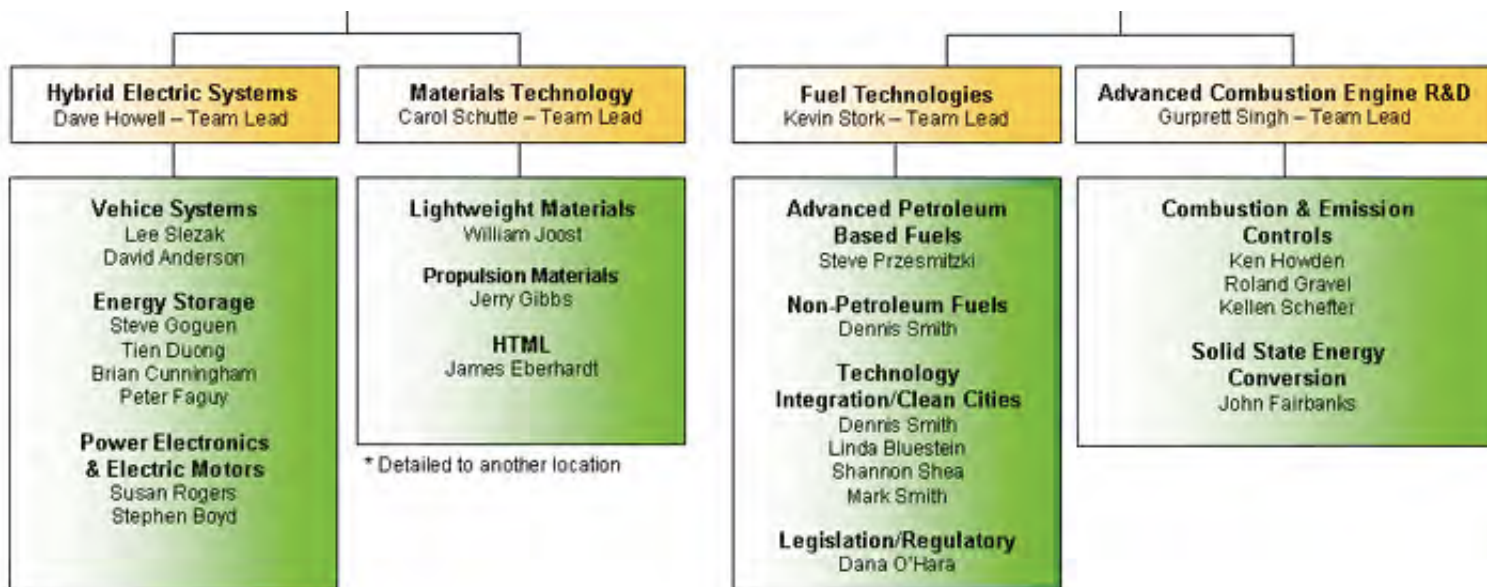 Hybrid Electric Systems
Dave Howell – Team Lead
Vehice Systems
Lee Slezak
David Anderson
Energy Storage
Steve Goguen
Tien Duong
Brian Cunningham
Peter Faguy
Power Electronics
& Electric Motors
Susan Rogers
Stephen Boyd
Materials Technology
Carol Schutte – Team Lead
Lightweight Materials
William Joost
Propulsion Materials
Jerry Gibbs
HTML
James Eberhardt
* Detailed to another location
Fuel Technologies
Kevin Stork – Team Lead
Advanced Petroleum
Based Fuels
Steve Przesmitzki
Non-Petroleum Fuels
Dennis Smith
Technology
Integration/Clean Cities
Dennis Smith
Linda Bluestein
Shannon Shea
Mark Smith
Legislation/Regulatory
Dana O'Hara
Advanced Combustion Engine R&D
Gurprett Singh – Team Lead
Combustion & Emission
Controls
Ken Howden
Roland Gravel
Kellen Schefter
Solid State Energy
Conversion
John Fairbanks